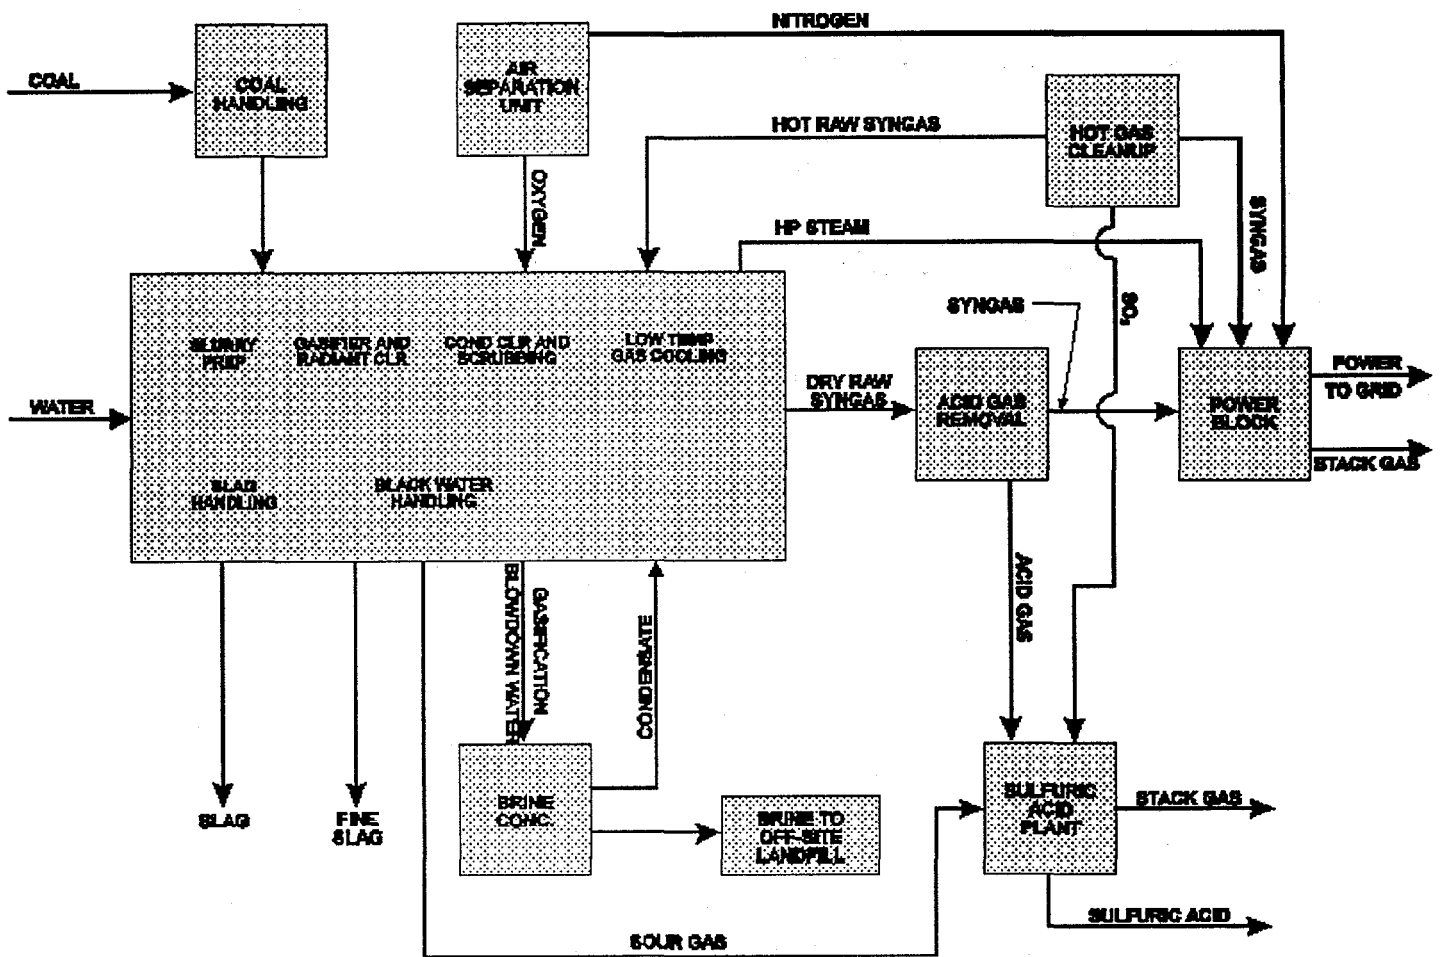 NITROGEN
COAL
COAL
HANDLING
AIR
SEPARATION
UNIT
HOT RAW SYNGAS
HOT GAS
CLEANUP
OXYGEN
HP STEAM
SYNGAS
SYNGAS
SO₂
SLURRY
PREP
GASIFIER AND
RADIANT CLR
COND CLR AND
SCRUBBING
LOW TEMP
GAS COOLING
WATER
DRY RAW
SYNGAS
ACID GAS
REMOVAL
POWER
BLOCK
POWER
TO GRID
STACK GAS
SLAG
HANDLING
BLACK WATER
HANDLING
GASIFICATION
BLOWDOWN WATER
CONDENSATE
ACID GAS
SLAG
FINE
SLAG
BRINE
CONC.
BRINE TO
OFF-SITE
LANDFILL
SULFURIC
ACID
PLANT
STACK GAS
SULFURIC ACID
SOUR GAS